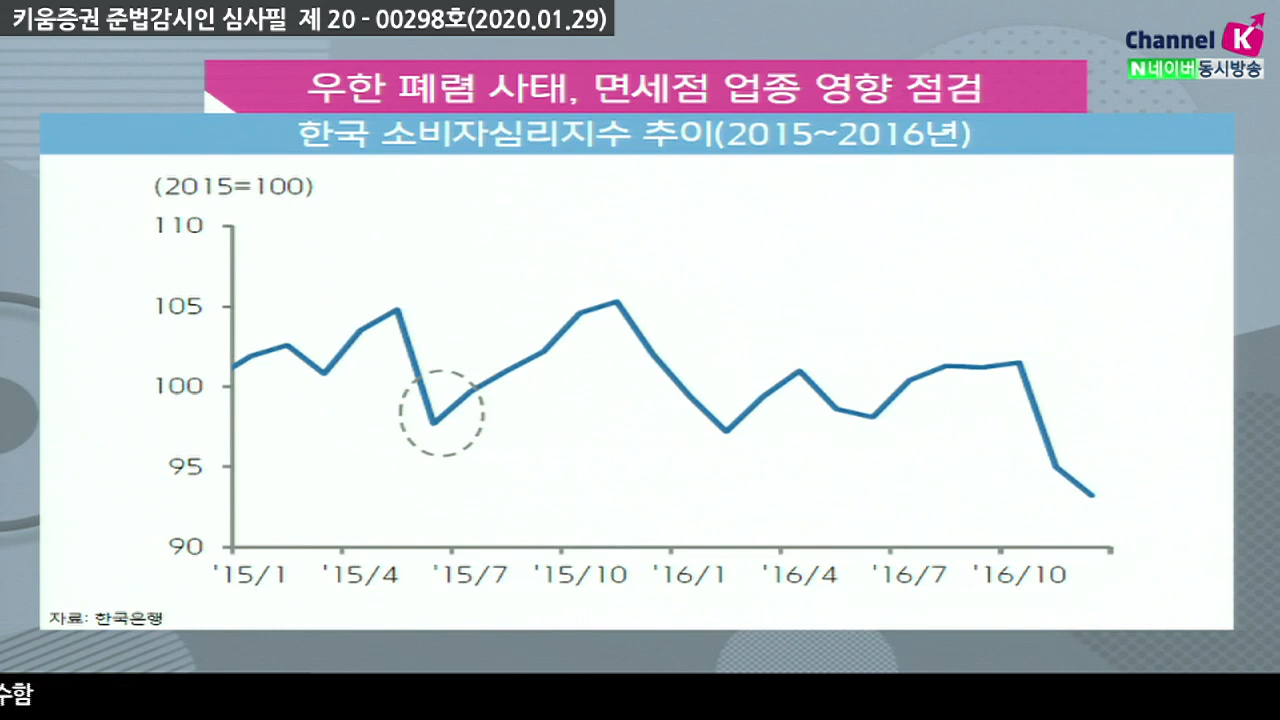 키움증권 준법감시인 심사필 제 20 - 00298호(2020.01.29)
Channel K
N 네이버 동시방송
우한 폐렴 사태, 면세점 업종 영향 점검
한국 소비자심리지수 추이(2015~2016년)
(2015=100)
110
105
100
95
90
'15/1 '15/4 '15/7 '15/10 '16/1 '16/4 '16/7 '16/10
자료: 한국은행
수함